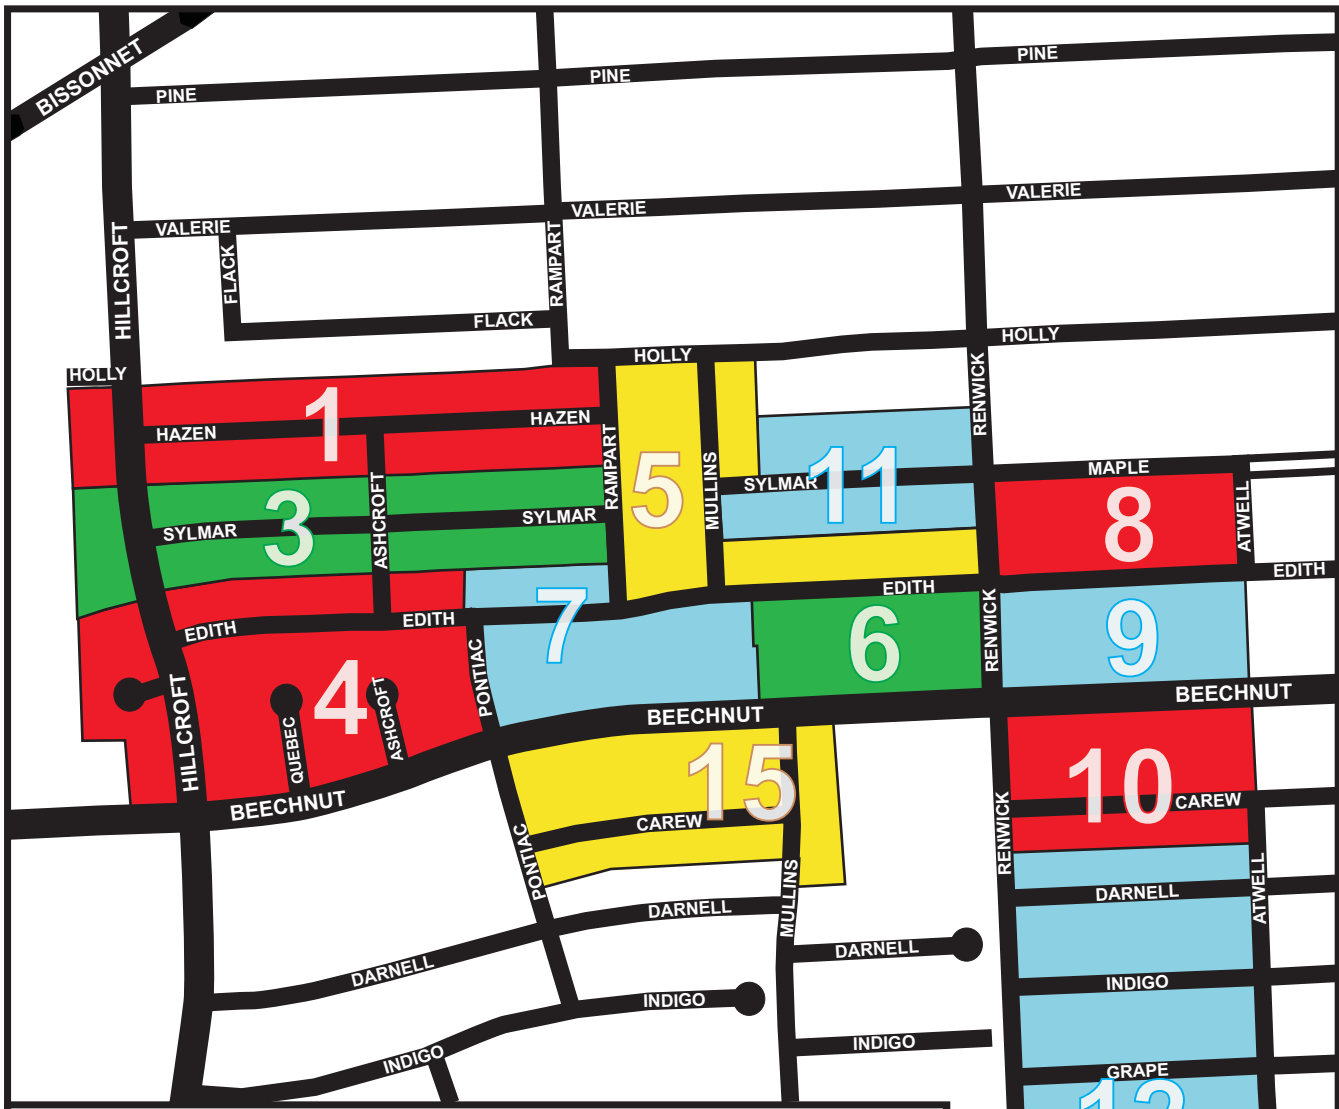 BISSONNET
PINE
PINE
PINE
HILLCROFT
VALERIE
VALERIE
VALERIE
FLACK
RAMPART
FLACK
HOLLY
HOLLY
HOLLY
RENWICK
1
HAZEN
HAZEN
RAMPART
5
MULLINS
SYLMAR
11
MAPLE
ATWELL
8
3
SYLMAR
ASHCROFT
SYLMAR
EDITH
EDITH
EDITH
EDITH
7
6
RENWICK
9
PONTIAC
4
HILLCROFT
QUEBEC
ASHCROFT
BEECHNUT
BEECHNUT
BEECHNUT
15
10
CAREW
CAREW
RENWICK
PONTIAC
MULLINS
ATWELL
DARNELL
DARNELL
DARNELL
DARNELL
INDIGO
INDIGO
INDIGO
INDIGO
GRAPE